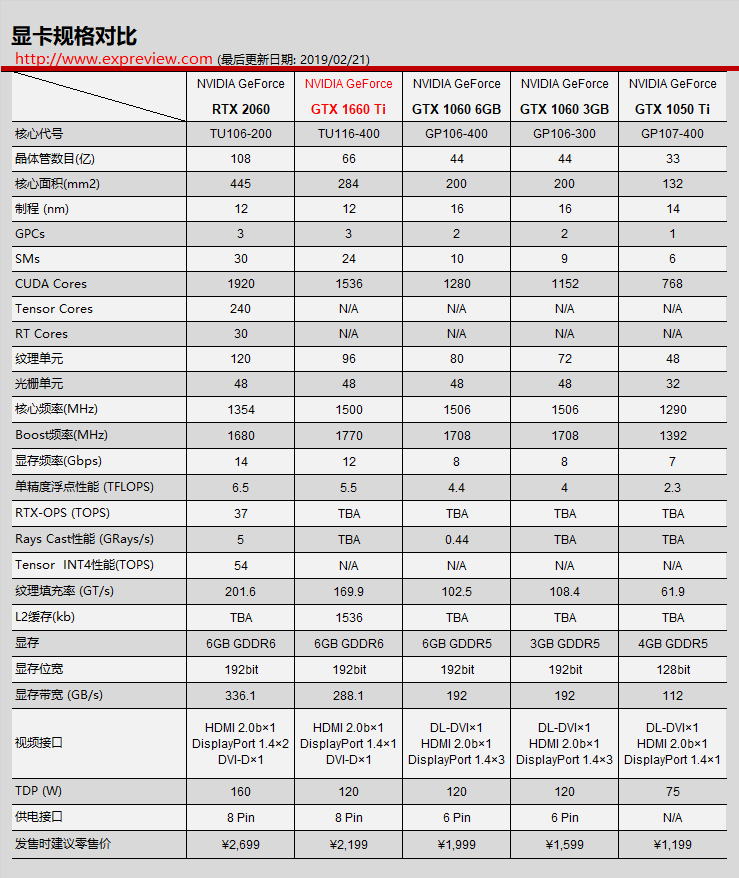 显卡规格对比
http://www.expreview.com (最后更新日期: 2019/02/21)
NVIDIA GeForce NVIDIA GeForce NVIDIA GeForce NVIDIA GeForce NVIDIA GeForce
RTX 2060 GTX 1660 Ti GTX 1060 6GB GTX 1060 3GB GTX 1050 Ti
核心代号 TU106-200 TU116-400 GP106-400 GP106-300 GP107-400
晶体管数目(亿) 108 66 44 44 33
核心面积(mm2) 445 284 200 200 132
制程 (nm) 12 12 16 16 14
GPCs 3 3 2 2 1
SMs 30 24 10 9 6
CUDA Cores 1920 1536 1280 1152 768
Tensor Cores 240 N/A N/A N/A N/A
RT Cores 30 N/A N/A N/A N/A
纹理单元 120 96 80 72 48
光栅单元 48 48 48 48 32
核心频率(MHz) 1354 1500 1506 1506 1290
Boost频率(MHz) 1680 1770 1708 1708 1392
显存频率(Gbps) 14 12 8 8 7
单精度浮点性能 (TFLOPS) 6.5 5.5 4.4 4 2.3
RTX-OPS (TOPS) 37 TBA TBA TBA TBA
Rays Cast性能 (GRays/s) 5 TBA 0.44 TBA TBA
Tensor INT4性能(TOPS) 54 N/A N/A N/A N/A
纹理填充率 (GT/s) 201.6 169.9 102.5 108.4 61.9
L2缓存(kb) TBA 1536 TBA TBA TBA
显存 6GB GDDR6 6GB GDDR6 6GB GDDR5 3GB GDDR5 4GB GDDR5
显存位宽 192bit 192bit 192bit 192bit 128bit
显存带宽 (GB/s) 336.1 288.1 192 192 112
视频接口
HDMI 2.0b×1 HDMI 2.0b×1 DL-DVI×1 DL-DVI×1 DL-DVI×1
DisplayPort 1.4×2 DisplayPort 1.4×1 HDMI 2.0b×1 HDMI 2.0b×1 HDMI 2.0b×1
DVI-D×1 DVI-D×1 DisplayPort 1.4×3 DisplayPort 1.4×3 DisplayPort 1.4×1
TDP (W) 160 120 120 120 75
供电接口 8 Pin 8 Pin 6 Pin 6 Pin N/A
发售时建议零售价 ¥2,699 ¥2,199 ¥1,999 ¥1,599 ¥1,199